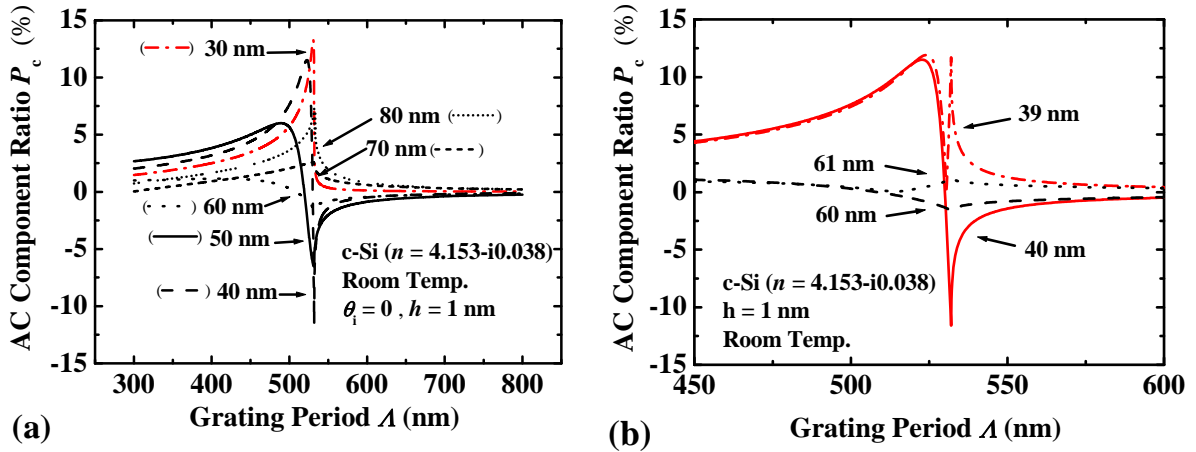 AC Component Ratio P_c (%)
15
10
5
0
-5
-10
-15
( ) 30 nm
80 nm ( )
70 nm ( )
( ) 60 nm
( ) 50 nm
( ) 40 nm
c-Si (n = 4.153-i0.038)
Room Temp.
θ_i = 0 , h = 1 nm
300 400 500 600 700 800
Grating Period Λ (nm)
(a)
AC Component Ratio P_c (%)
15
10
5
0
-5
-10
-15
39 nm
61 nm
60 nm
40 nm
c-Si (n = 4.153-i0.038)
h = 1 nm
Room Temp.
450 500 550 600
Grating Period Λ (nm)
(b)